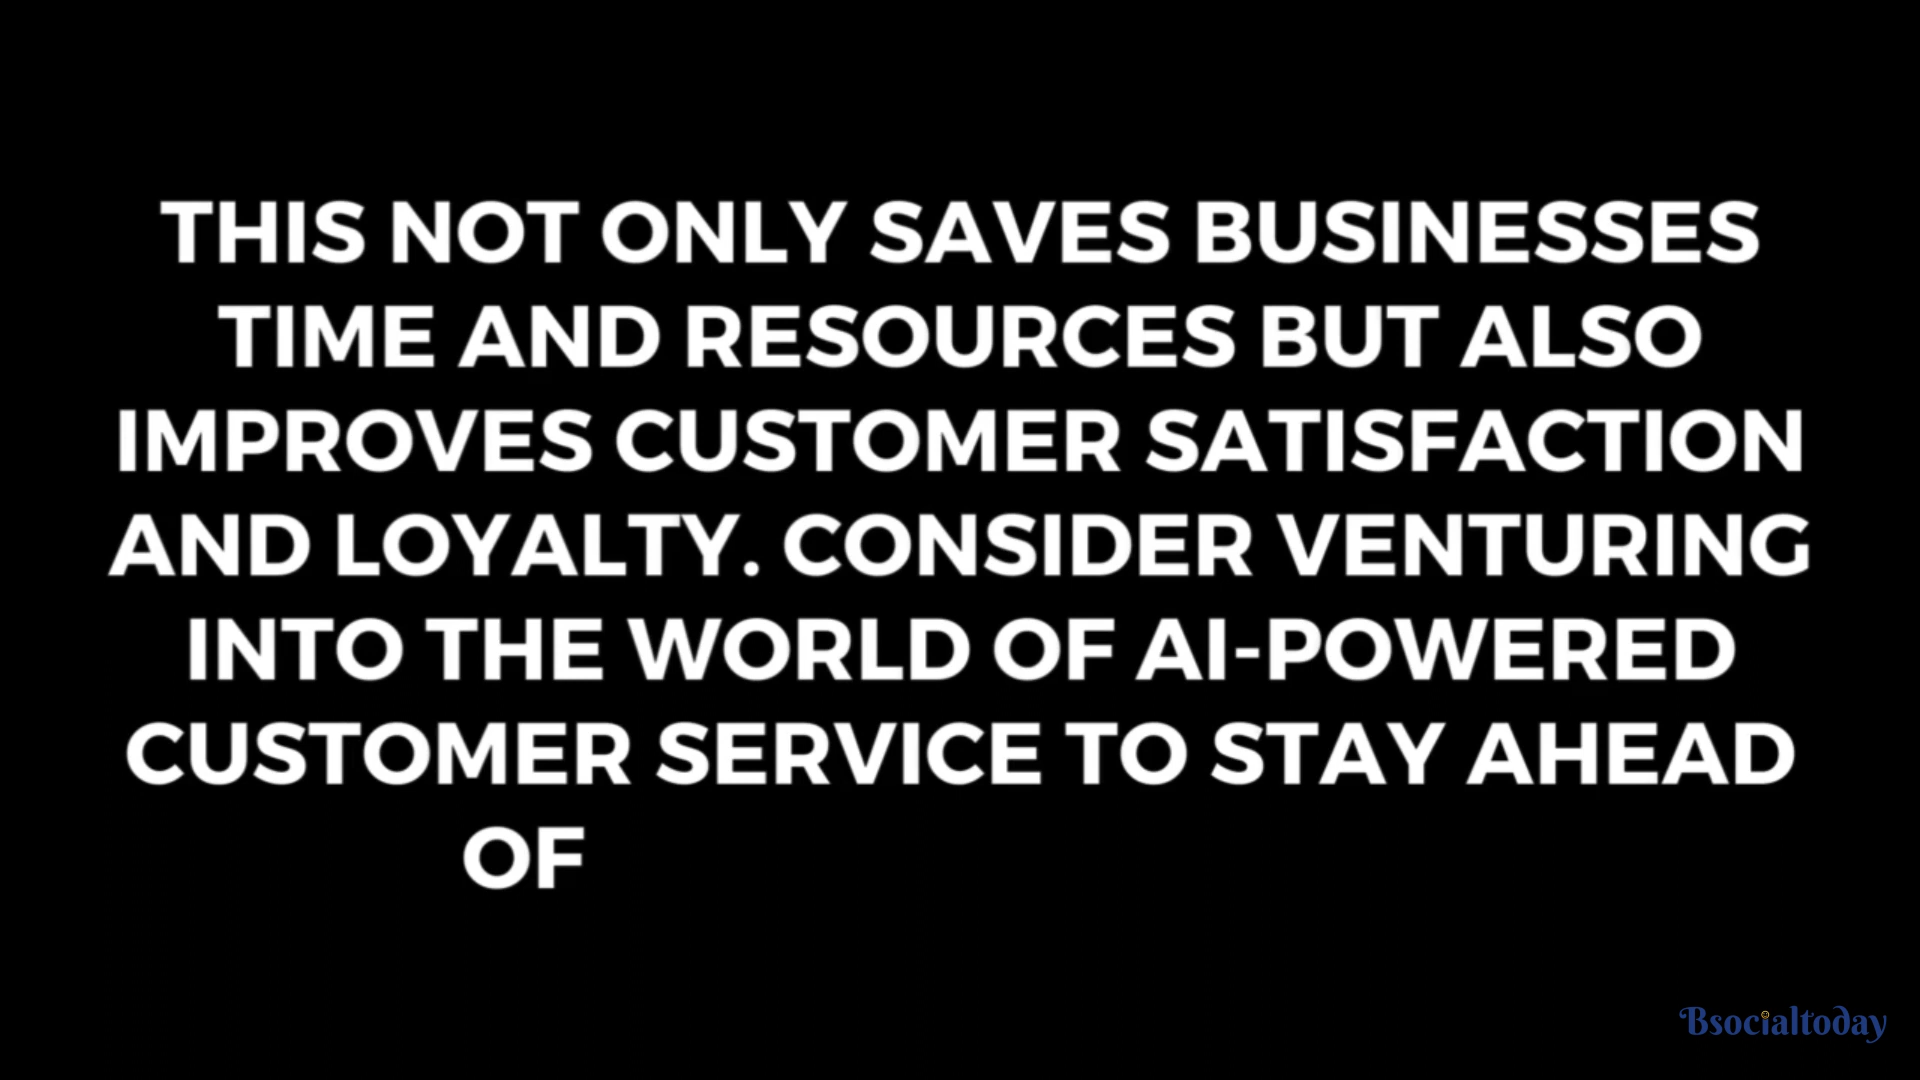 THIS NOT ONLY SAVES BUSINESSES
TIME AND RESOURCES BUT ALSO
IMPROVES CUSTOMER SATISFACTION
AND LOYALTY. CONSIDER VENTURING
INTO THE WORLD OF AI-POWERED
CUSTOMER SERVICE TO STAY AHEAD
OF
Bsocialtoday